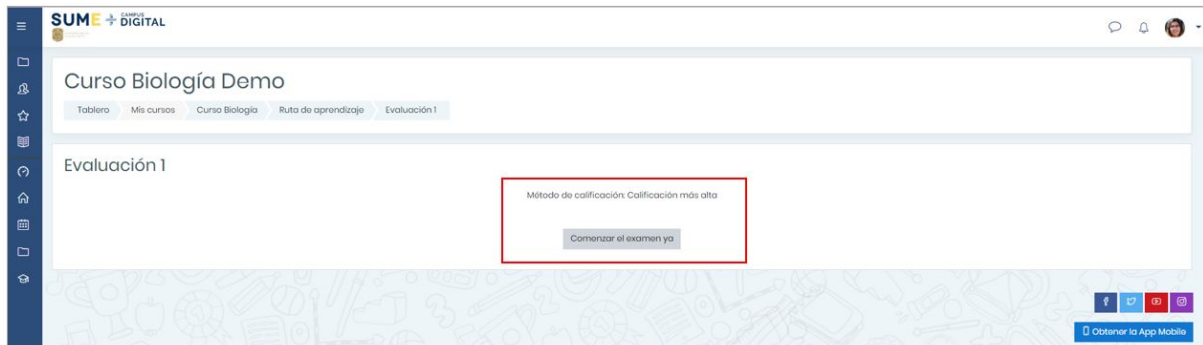 SUME + CAMPUS DIGITAL
Curso Biología Demo
Tablero Mis cursos Curso Biología Ruta de aprendizaje Evaluación 1
Evaluación 1
Método de calificación: Calificación más alta
Comenzar el examen ya
Obtener la App Mobile